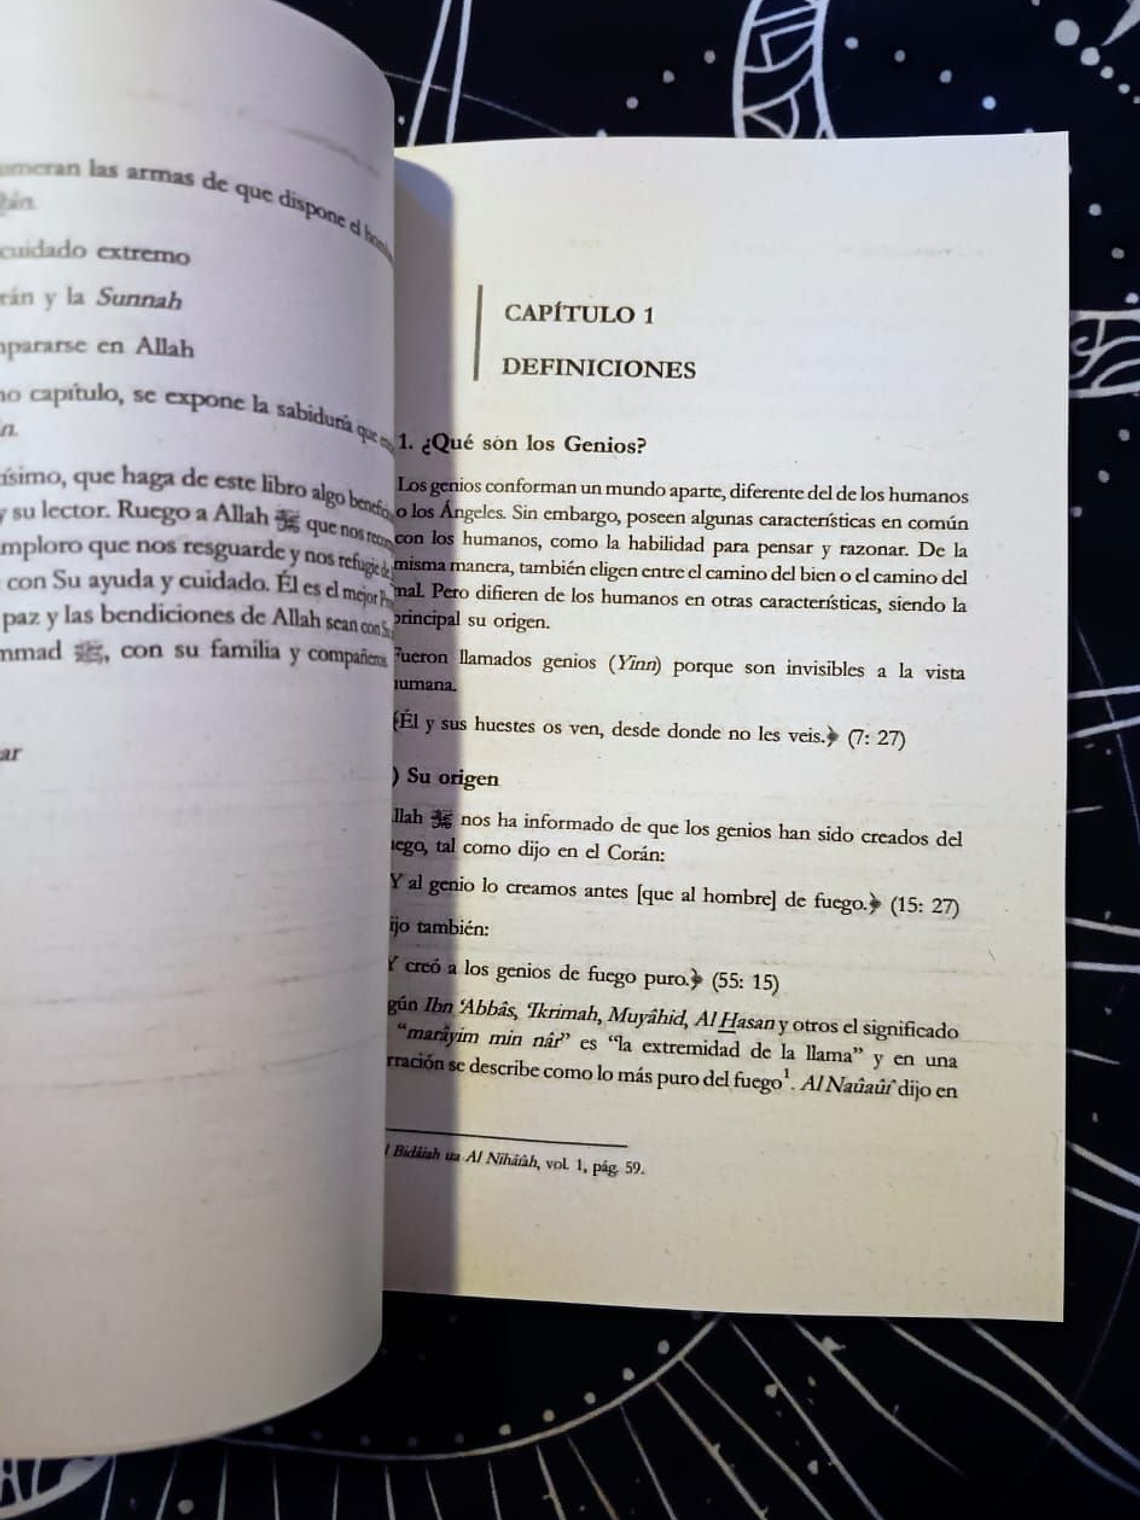 las armas de que dispone el
cuidado extremo
y la Sunnah
en Allah
capítulo, se expone la sabiduría que
que haga de este libro algo
su lector. Ruego a Allah ﷻ que nos
que nos resguarde y nos refugie
con Su ayuda y cuidado. Él es el mejor
paz y las bendiciones de Allah sean con
ﷺ, con su familia y compañeros
CAPÍTULO 1
DEFINICIONES
1. ¿Qué són los Genios?
Los genios conforman un mundo aparte, diferente del de los humanos
o los Ángeles. Sin embargo, poseen algunas características en común
con los humanos, como la habilidad para pensar y razonar. De la
misma manera, también eligen entre el camino del bien o el camino del
mal. Pero difieren de los humanos en otras características, siendo la
principal su origen.
Fueron llamados genios (Yinn) porque son invisibles a la vista
humana.
﴾Él y sus huestes os ven, desde donde no les veis.﴿ (7: 27)
) Su origen
llah ﷻ nos ha informado de que los genios han sido creados del
uego, tal como dijo en el Corán:
Y al genio lo creamos antes [que al hombre] de fuego.﴿ (15: 27)
ijo también:
Y creó a los genios de fuego puro.﴿ (55: 15)
gún Ibn ‘Abbâs, ‘Ikrimah, Muyâhid, Al Hasan y otros el significado
“marâyim min nâr” es “la extremidad de la llama” y en una
rración se describe como lo más puro del fuego¹. Al Naûaûî dijo en
Bidâiah ua Al Nihâiâh, vol. 1, pág. 59.